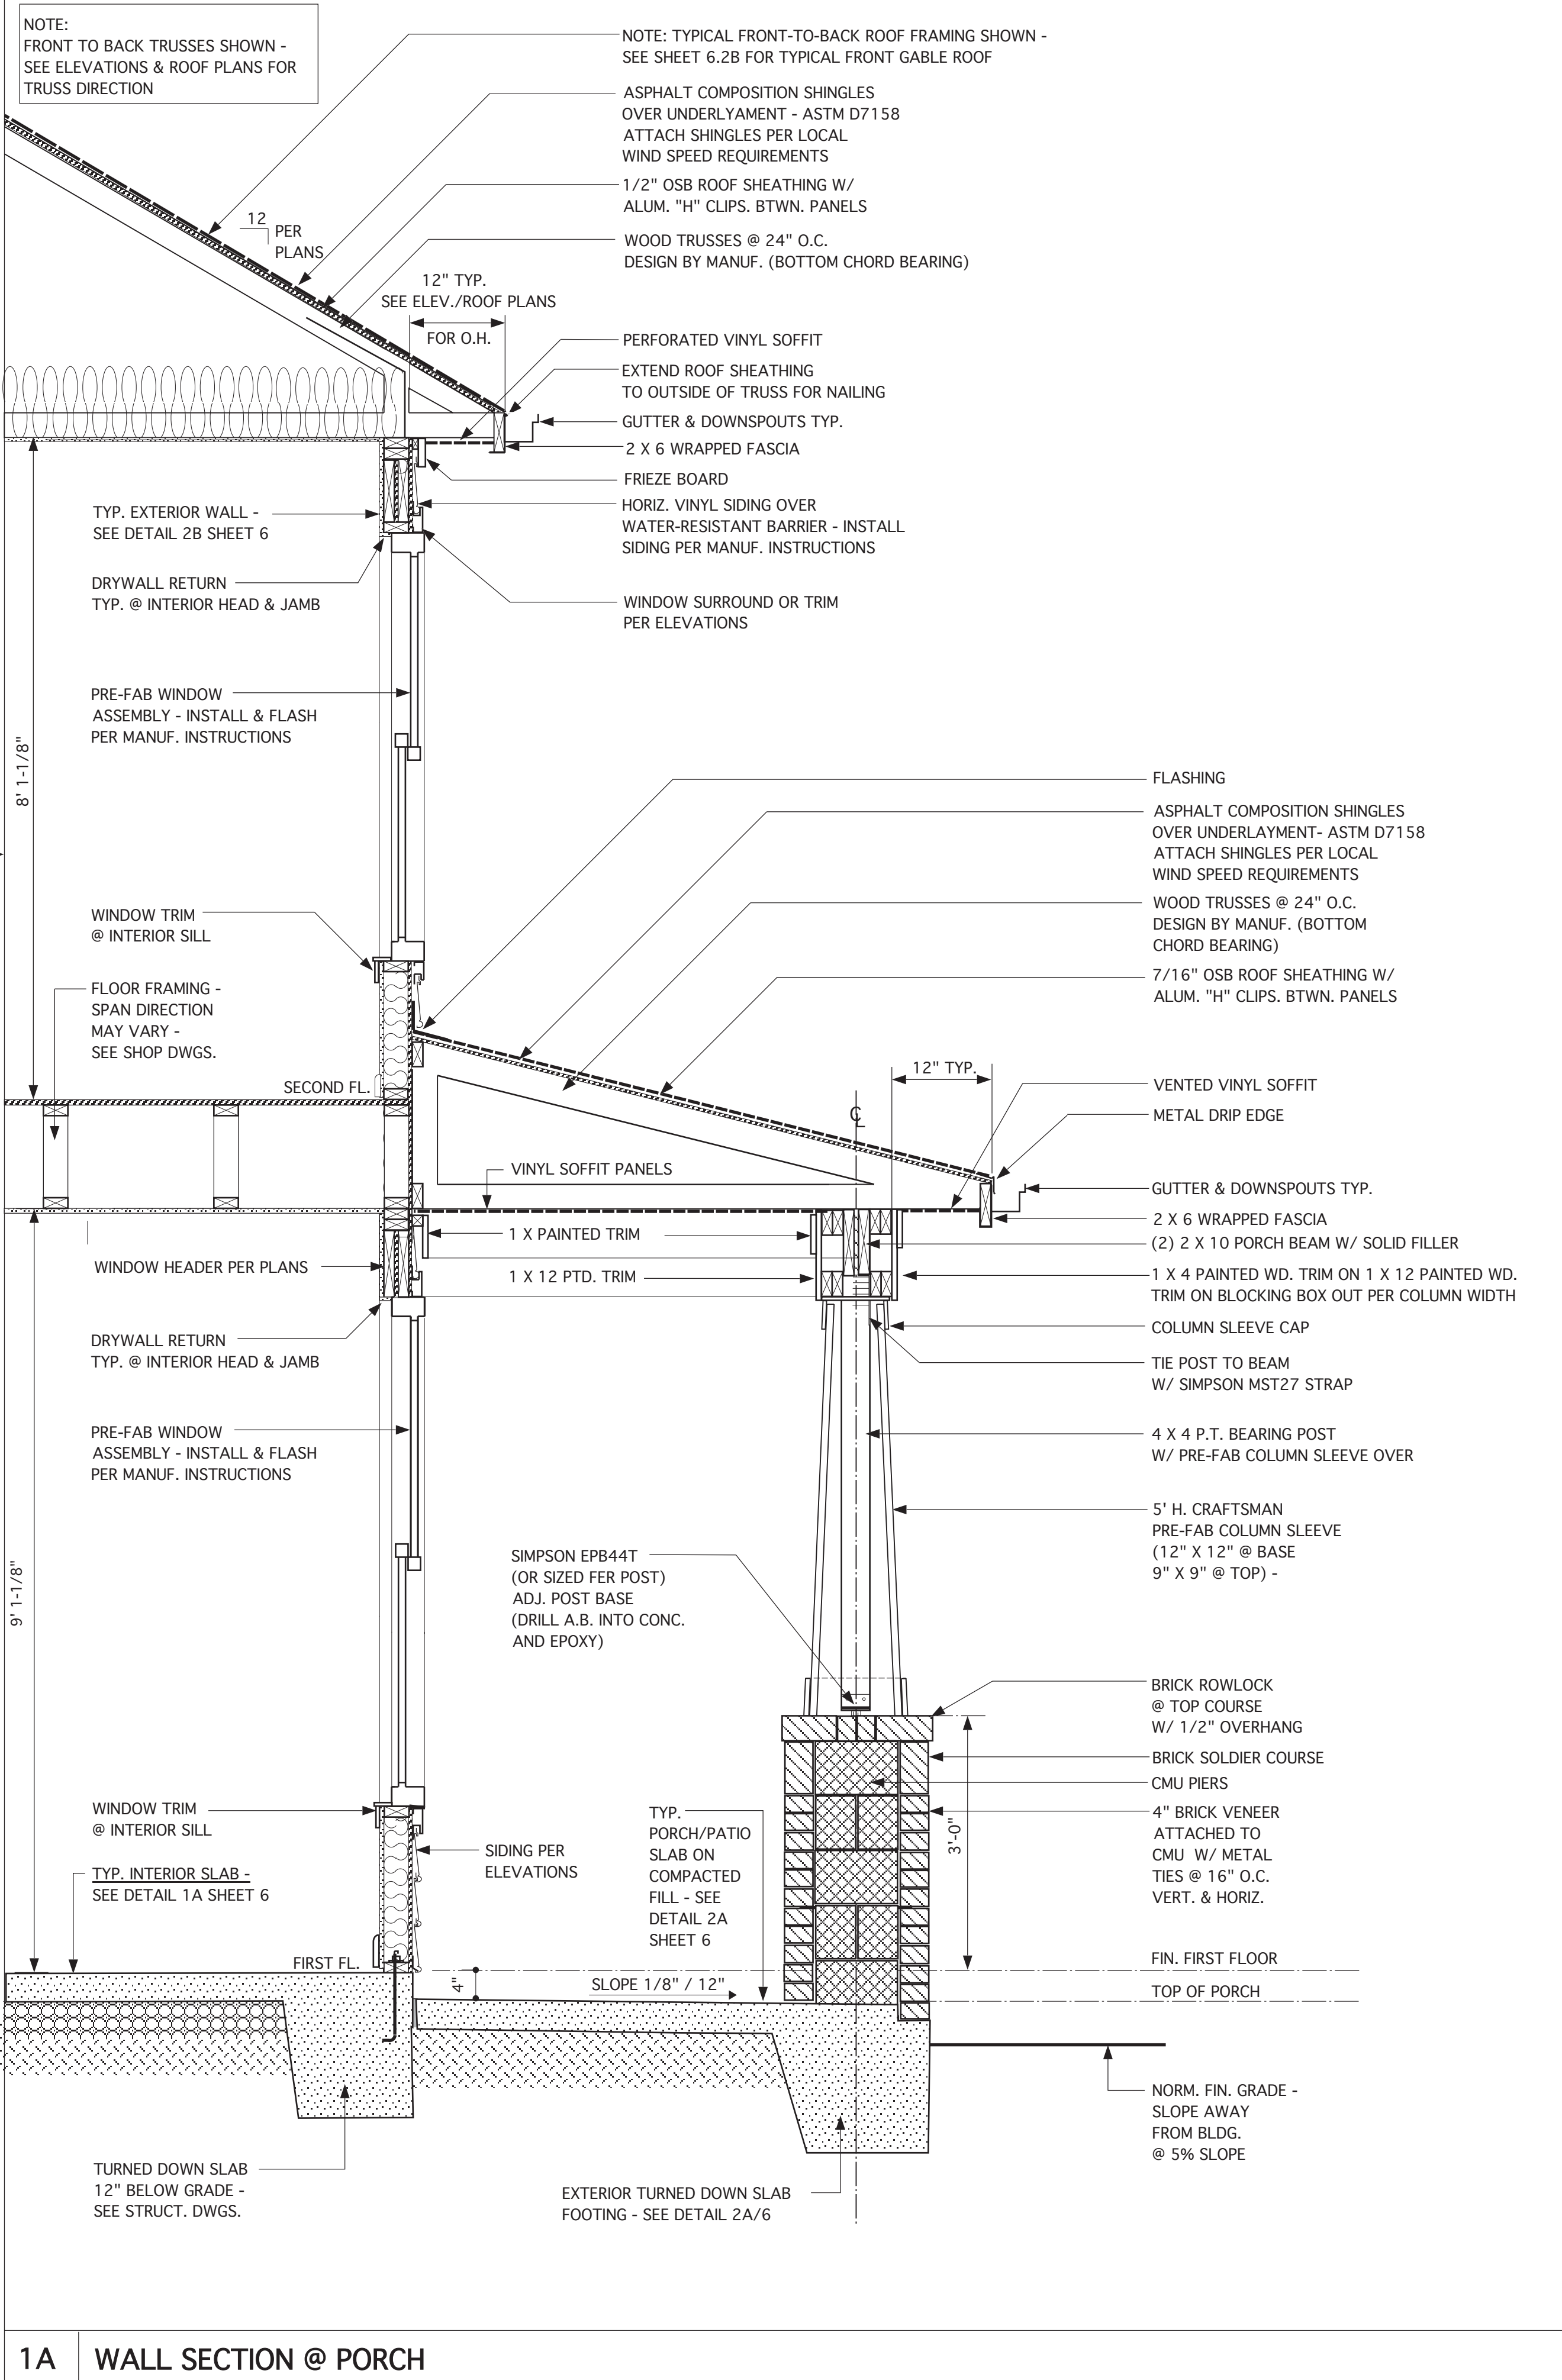 NOTE:
FRONT TO BACK TRUSSES SHOWN -
SEE ELEVATIONS & ROOF PLANS FOR
TRUSS DIRECTION
NOTE: TYPICAL FRONT-TO-BACK ROOF FRAMING SHOWN -
SEE SHEET 6.2B FOR TYPICAL FRONT GABLE ROOF
ASPHALT COMPOSITION SHINGLES
OVER UNDERLYAMENT - ASTM D7158
ATTACH SHINGLES PER LOCAL
WIND SPEED REQUIREMENTS
1/2" OSB ROOF SHEATHING W/
ALUM. "H" CLIPS. BTWN. PANELS
12
PER
PLANS
WOOD TRUSSES @ 24" O.C.
DESIGN BY MANUF. (BOTTOM CHORD BEARING)
12" TYP.
SEE ELEV./ROOF PLANS
FOR O.H.
PERFORATED VINYL SOFFIT
EXTEND ROOF SHEATHING
TO OUTSIDE OF TRUSS FOR NAILING
GUTTER & DOWNSPOUTS TYP.
2 X 6 WRAPPED FASCIA
FRIEZE BOARD
HORIZ. VINYL SIDING OVER
WATER-RESISTANT BARRIER - INSTALL
SIDING PER MANUF. INSTRUCTIONS
WINDOW SURROUND OR TRIM
PER ELEVATIONS
TYP. EXTERIOR WALL -
SEE DETAIL 2B SHEET 6
DRYWALL RETURN
TYP. @ INTERIOR HEAD & JAMB
PRE-FAB WINDOW
ASSEMBLY - INSTALL & FLASH
PER MANUF. INSTRUCTIONS
8' 1-1/8"
WINDOW TRIM
@ INTERIOR SILL
FLOOR FRAMING -
SPAN DIRECTION
MAY VARY -
SEE SHOP DWGS.
SECOND FL.
FLASHING
ASPHALT COMPOSITION SHINGLES
OVER UNDERLAYMENT- ASTM D7158
ATTACH SHINGLES PER LOCAL
WIND SPEED REQUIREMENTS
WOOD TRUSSES @ 24" O.C.
DESIGN BY MANUF. (BOTTOM
CHORD BEARING)
7/16" OSB ROOF SHEATHING W/
ALUM. "H" CLIPS. BTWN. PANELS
12" TYP.
CL
VENTED VINYL SOFFIT
METAL DRIP EDGE
VINYL SOFFIT PANELS
GUTTER & DOWNSPOUTS TYP.
2 X 6 WRAPPED FASCIA
1 X PAINTED TRIM
(2) 2 X 10 PORCH BEAM W/ SOLID FILLER
WINDOW HEADER PER PLANS
1 X 12 PTD. TRIM
1 X 4 PAINTED WD. TRIM ON 1 X 12 PAINTED WD.
TRIM ON BLOCKING BOX OUT PER COLUMN WIDTH
COLUMN SLEEVE CAP
DRYWALL RETURN
TYP. @ INTERIOR HEAD & JAMB
TIE POST TO BEAM
W/ SIMPSON MST27 STRAP
PRE-FAB WINDOW
ASSEMBLY - INSTALL & FLASH
PER MANUF. INSTRUCTIONS
4 X 4 P.T. BEARING POST
W/ PRE-FAB COLUMN SLEEVE OVER
5' H. CRAFTSMAN
PRE-FAB COLUMN SLEEVE
(12" X 12" @ BASE
9" X 9" @ TOP) -
9' 1-1/8"
SIMPSON EPB44T
(OR SIZED FER POST)
ADJ. POST BASE
(DRILL A.B. INTO CONC.
AND EPOXY)
BRICK ROWLOCK
@ TOP COURSE
W/ 1/2" OVERHANG
BRICK SOLDIER COURSE
CMU PIERS
4" BRICK VENEER
ATTACHED TO
CMU W/ METAL
TIES @ 16" O.C.
VERT. & HORIZ.
3'-0"
WINDOW TRIM
@ INTERIOR SILL
TYP.
PORCH/PATIO
SLAB ON
COMPACTED
FILL - SEE
DETAIL 2A
SHEET 6
SIDING PER
ELEVATIONS
TYP. INTERIOR SLAB -
SEE DETAIL 1A SHEET 6
FIRST FL.
4"
SLOPE 1/8" / 12"
FIN. FIRST FLOOR
TOP OF PORCH
NORM. FIN. GRADE -
SLOPE AWAY
FROM BLDG.
@ 5% SLOPE
TURNED DOWN SLAB
12" BELOW GRADE -
SEE STRUCT. DWGS.
EXTERIOR TURNED DOWN SLAB
FOOTING - SEE DETAIL 2A/6
1A WALL SECTION @ PORCH